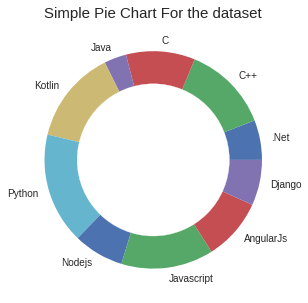 Simple Pie Chart For the dataset
C
Java
C++
Kotlin
.Net
Python
Django
AngularJs
Nodejs
Javascript